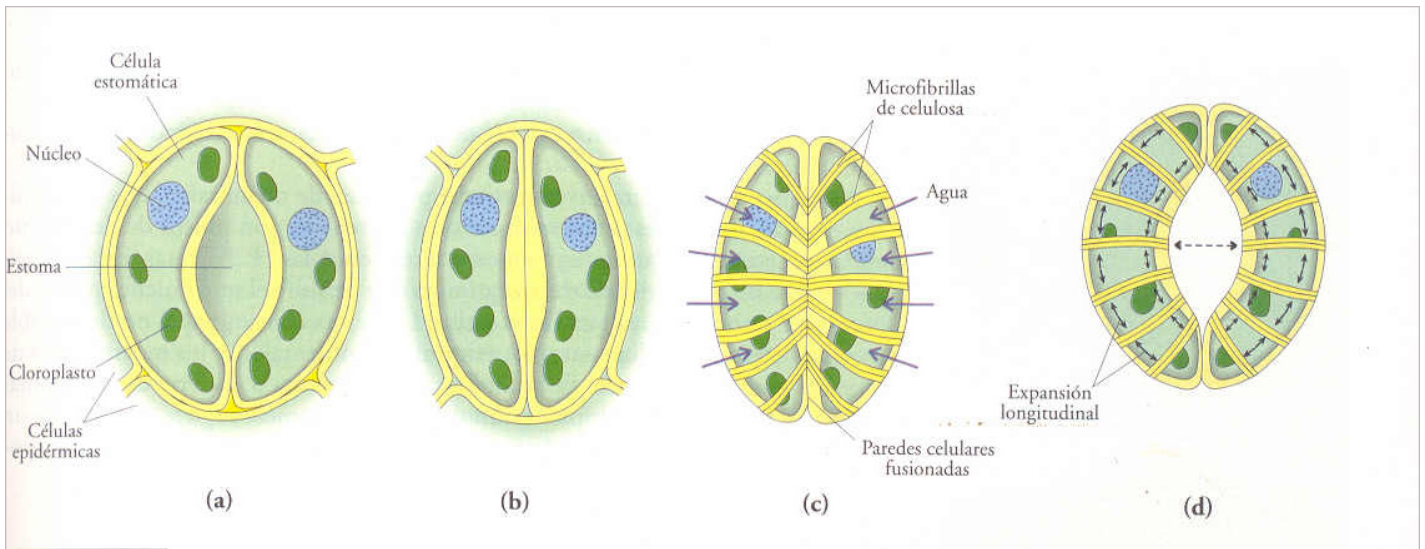 Célula
estomática
Núcleo
Estoma
Cloroplasto
Células
epidérmicas
(a)
(b)
Microfibrillas
de celulosa
Agua
Paredes celulares
fusionadas
(c)
Expansión
longitudinal
(d)